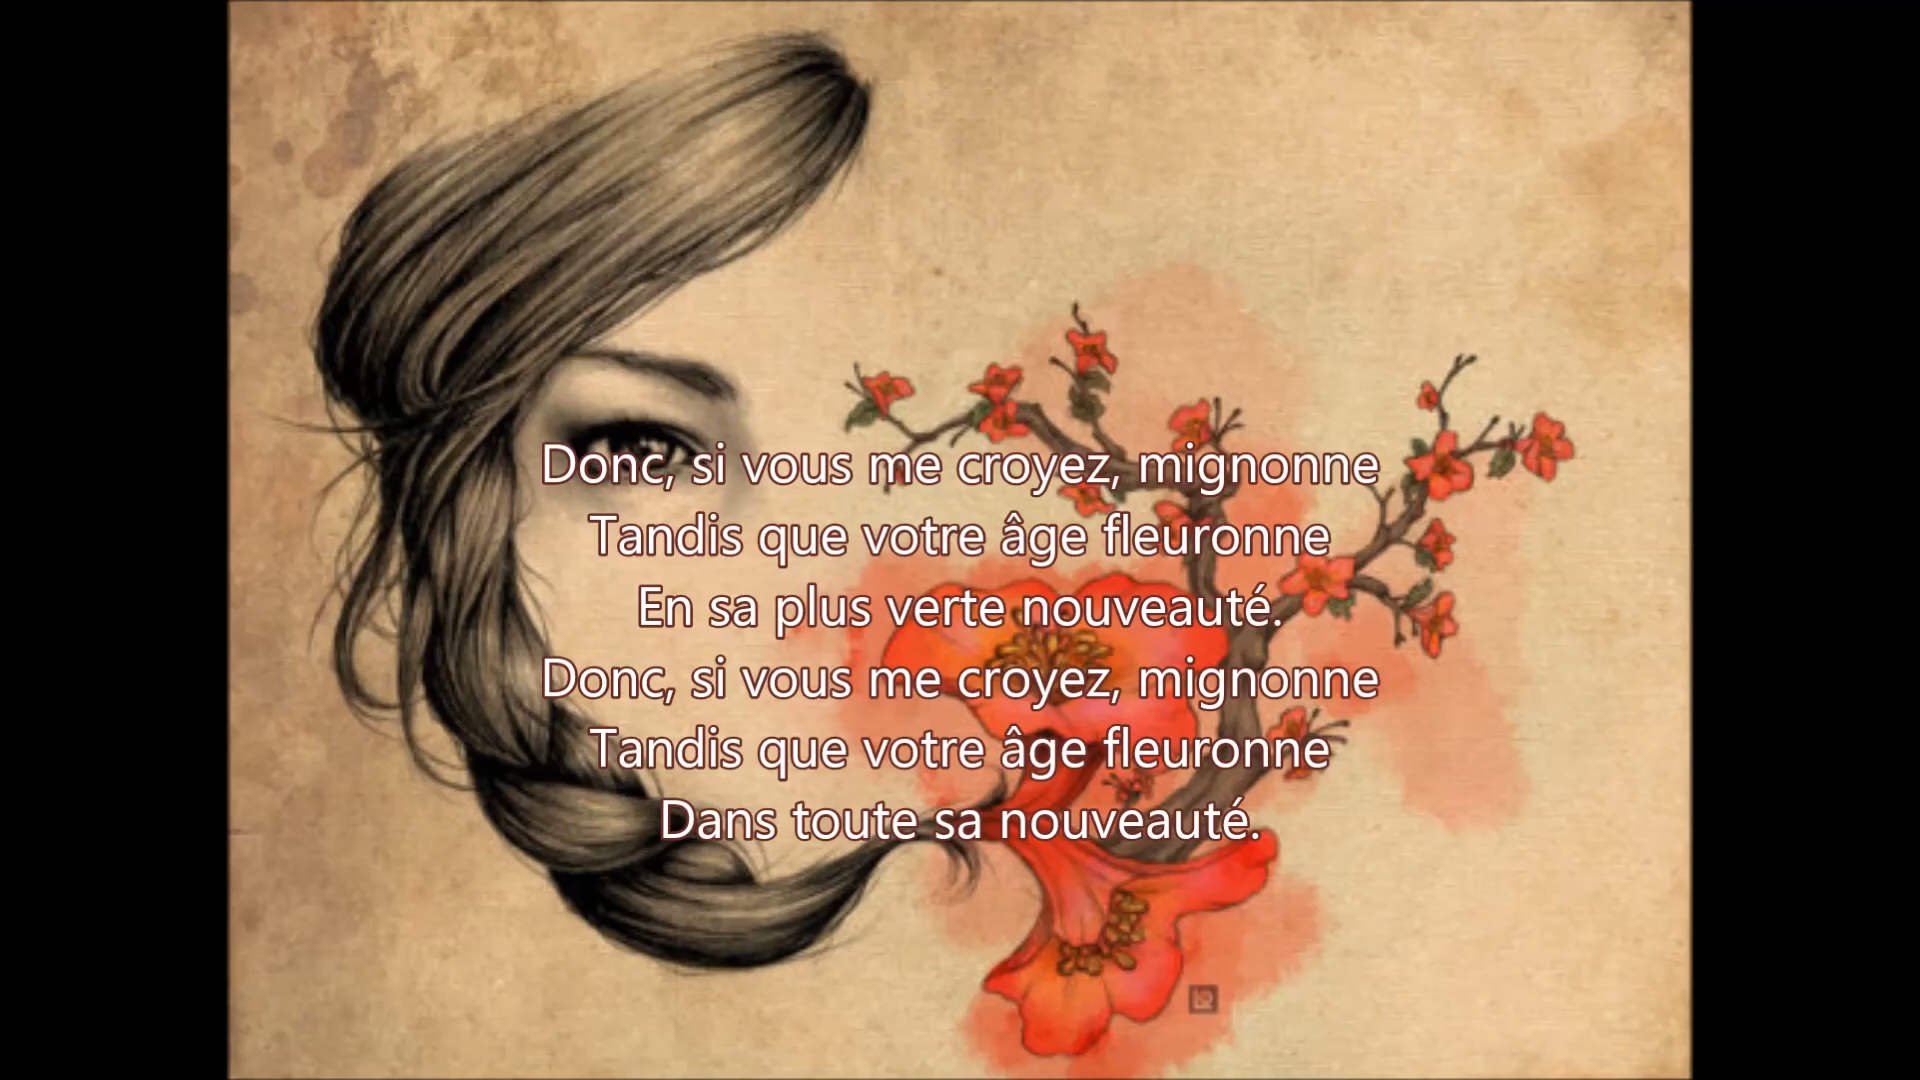 Donc, si vous me croyez, mignonne
Tandis que votre âge fleuronne
En sa plus verte nouveauté.
Donc, si vous me croyez, mignonne
Tandis que votre âge fleuronne
Dans toute sa nouveauté.